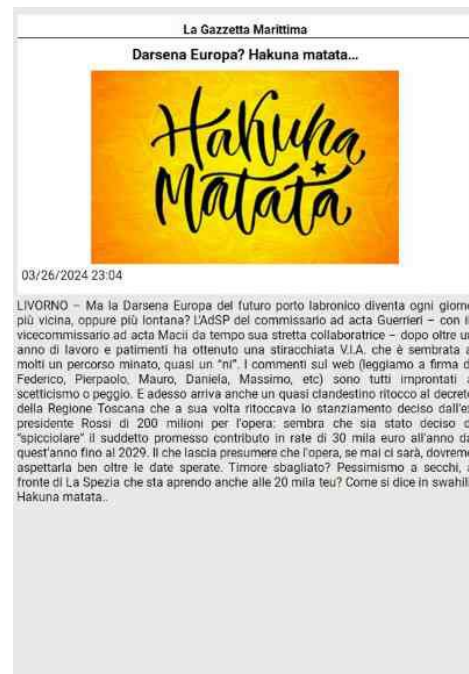 La Gazzetta Marittima
Darsena Europa? Hakuna matata...
Hakuna
Matata
03/26/2024 23:04
LIVORNO – Ma la Darsena Europa del futuro porto labronico diventa ogni giorno
più vicina, oppure più lontana? L'AdSP del commissario ad acta Guerrieri – con il
vicecommissario ad acta Macii da tempo sua stretta collaboratrice – dopo oltre un
anno di lavoro e patimenti ha ottenuto una stiracchiata V.I.A. che è sembrata a
molti un percorso minato, quasi un "ni". I commenti sul web (leggiamo a firma di
Federico, Pierpaolo, Mauro, Daniela, Massimo, etc) sono tutti improntati a
scetticismo o peggio. E adesso arriva anche un quasi clandestino ritocco al decreto
della Regione Toscana che a sua volta ritoccava lo stanziamento deciso dall'ex
presidente Rossi di 200 milioni per l'opera: sembra che sia stato deciso di
"spicciolare" il suddetto promesso contributo in rate di 30 mila euro all'anno da
quest'anno fino al 2029. Il che lascia presumere che l'opera, se mai ci sarà, dovremo
aspettarla ben oltre le date sperate. Timore sbagliato? Pessimismo a secchi, a
fronte di La Spezia che sta aprendo anche alle 20 mila teu? Come si dice in swahili:
Hakuna matata..